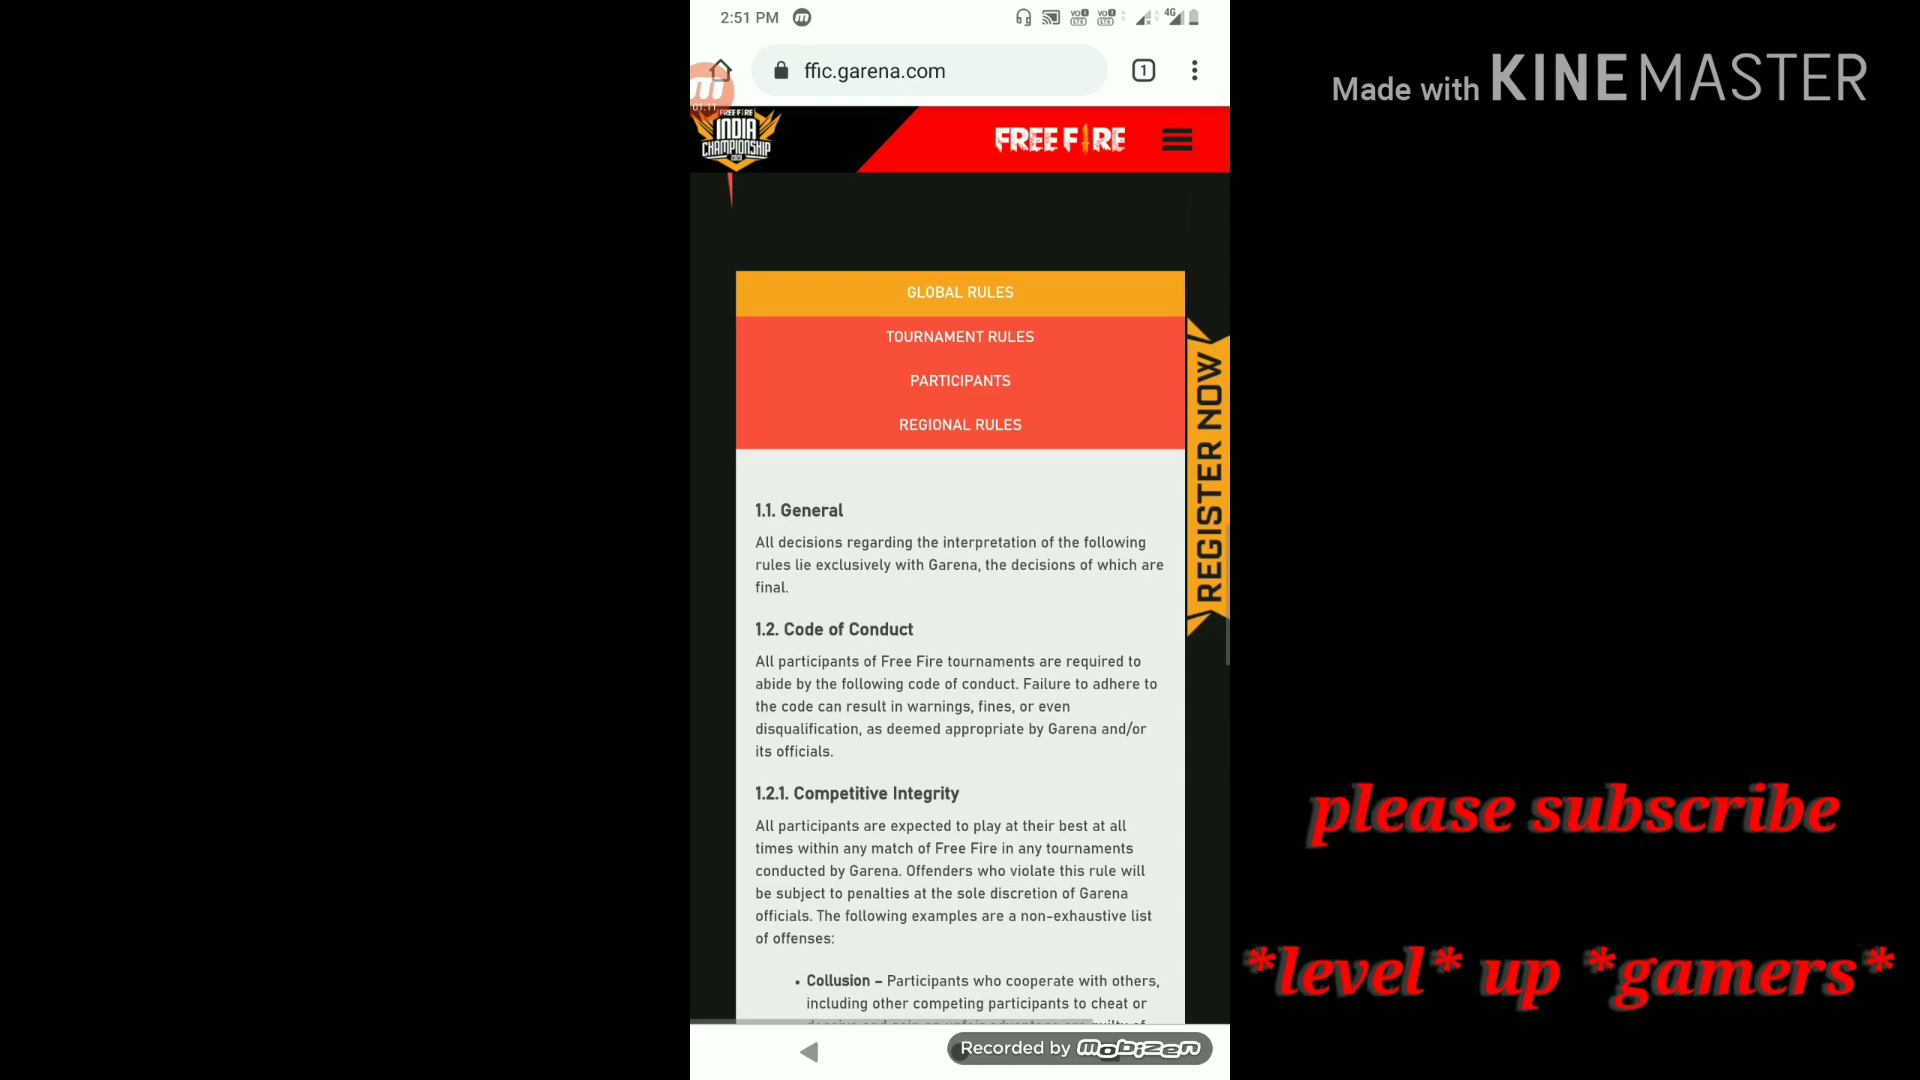 2:51 PM
4G
ffic.garena.com
1
01:11
FREE FIRE
INDIA
CHAMPIONSHIP
2020
FREE FIRE
Made with KINEMASTER
GLOBAL RULES
TOURNAMENT RULES
PARTICIPANTS
REGIONAL RULES
REGISTER NOW
1.1. General
All decisions regarding the interpretation of the following
rules lie exclusively with Garena, the decisions of which are
final.
1.2. Code of Conduct
All participants of Free Fire tournaments are required to
abide by the following code of conduct. Failure to adhere to
the code can result in warnings, fines, or even
disqualification, as deemed appropriate by Garena and/or
its officials.
1.2.1. Competitive Integrity
All participants are expected to play at their best at all
times within any match of Free Fire in any tournaments
conducted by Garena. Offenders who violate this rule will
be subject to penalties at the sole discretion of Garena
officials. The following examples are a non-exhaustive list
of offenses:
• Collusion – Participants who cooperate with others,
including other competing participants to cheat or
please subscribe
*level* up *gamers*
Recorded by mobizen